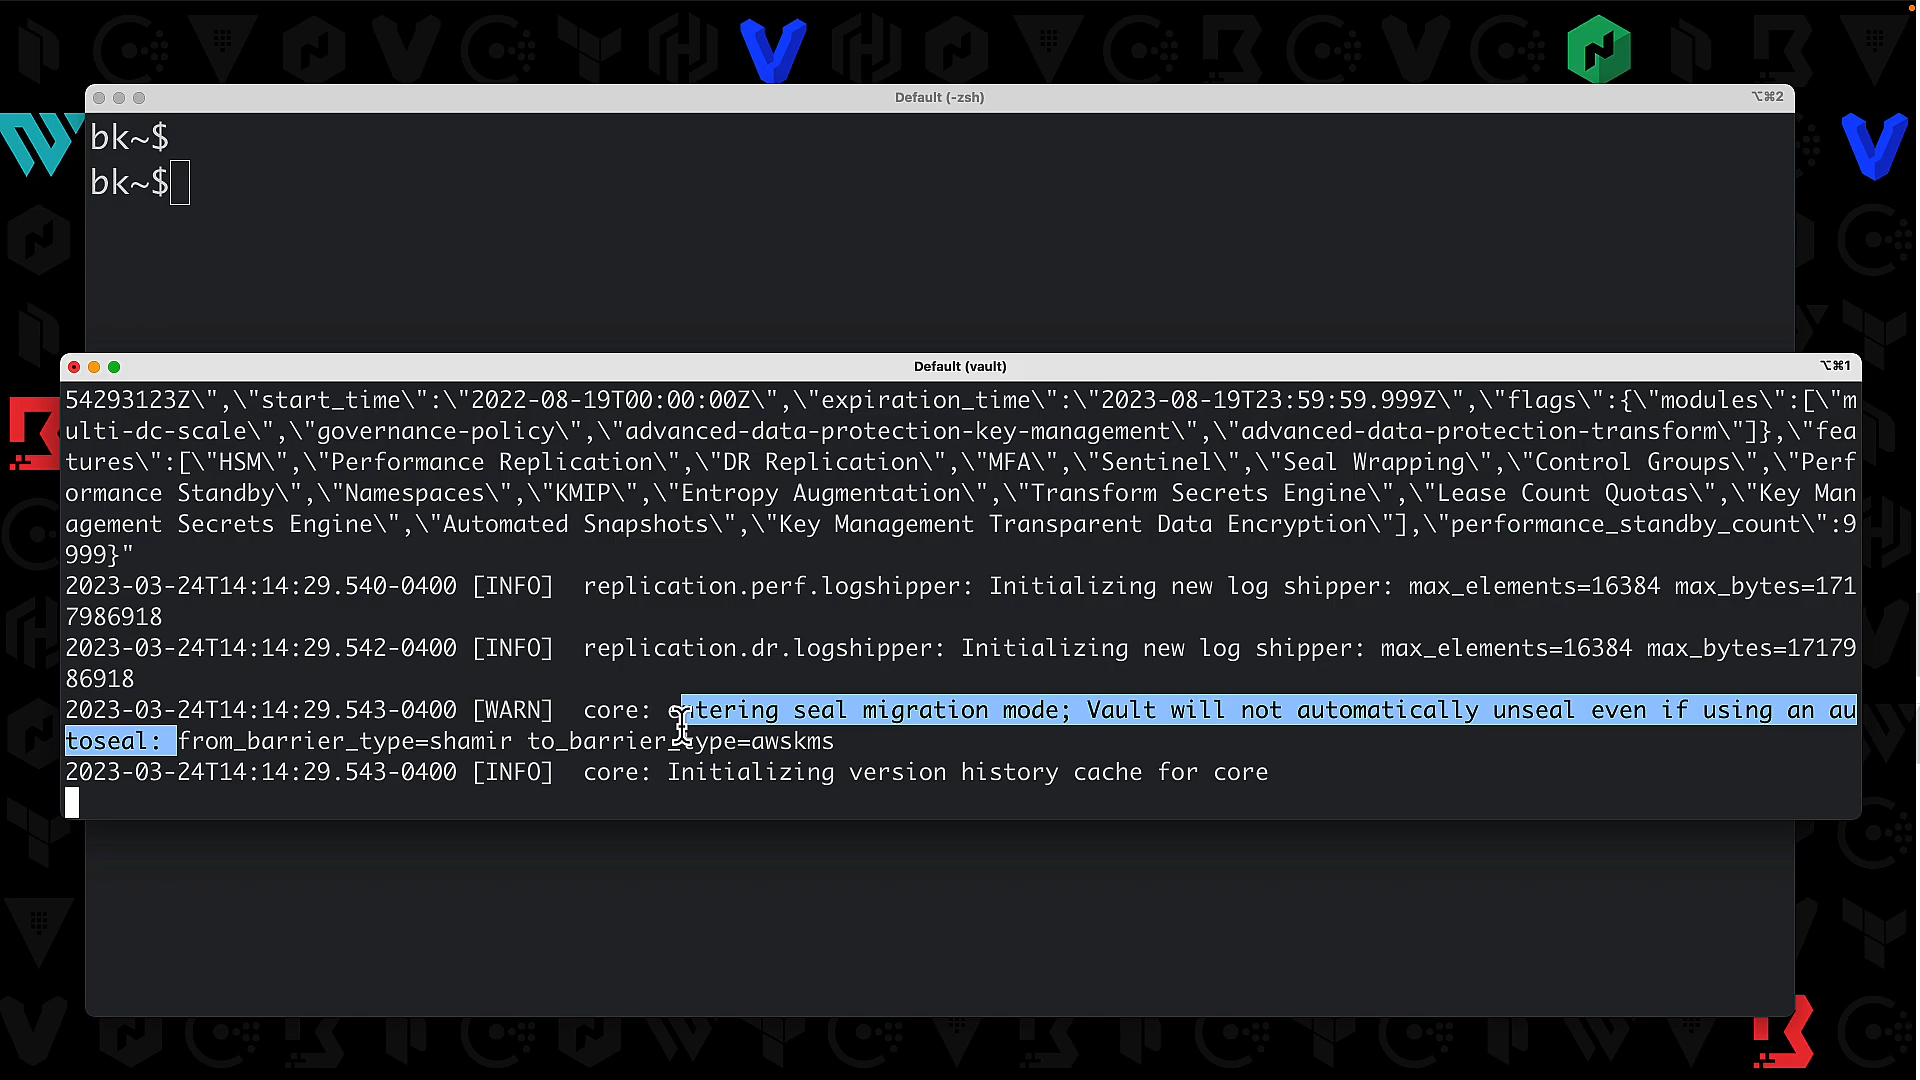 Default (-zsh)
⌥⌘2
bk~$
bk~$
Default (vault)
⌥⌘1
54293123Z\",\"start_time\":\"2022-08-19T00:00:00Z\",\"expiration_time\":\"2023-08-19T23:59:59.999Z\",\"flags\":{\"modules\":[\"m
ulti-dc-scale\",\"governance-policy\",\"advanced-data-protection-key-management\",\"advanced-data-protection-transform\"]},\"fea
tures\":[\"HSM\",\"Performance Replication\",\"DR Replication\",\"MFA\",\"Sentinel\",\"Seal Wrapping\",\"Control Groups\",\"Perf
ormance Standby\",\"Namespaces\",\"KMIP\",\"Entropy Augmentation\",\"Transform Secrets Engine\",\"Lease Count Quotas\",\"Key Man
agement Secrets Engine\",\"Automated Snapshots\",\"Key Management Transparent Data Encryption\"],\"performance_standby_count\":9
999}"
2023-03-24T14:14:29.540-0400 [INFO]  replication.perf.logshipper: Initializing new log shipper: max_elements=16384 max_bytes=171
7986918
2023-03-24T14:14:29.542-0400 [INFO]  replication.dr.logshipper: Initializing new log shipper: max_elements=16384 max_bytes=17179
86918
2023-03-24T14:14:29.543-0400 [WARN]  core: entering seal migration mode; Vault will not automatically unseal even if using an au
toseal: from_barrier_type=shamir to_barrier_type=awskms
2023-03-24T14:14:29.543-0400 [INFO]  core: Initializing version history cache for core